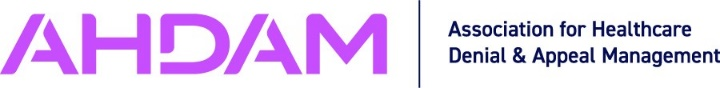 AHDAM
Association for Healthcare
Denial & Appeal Management